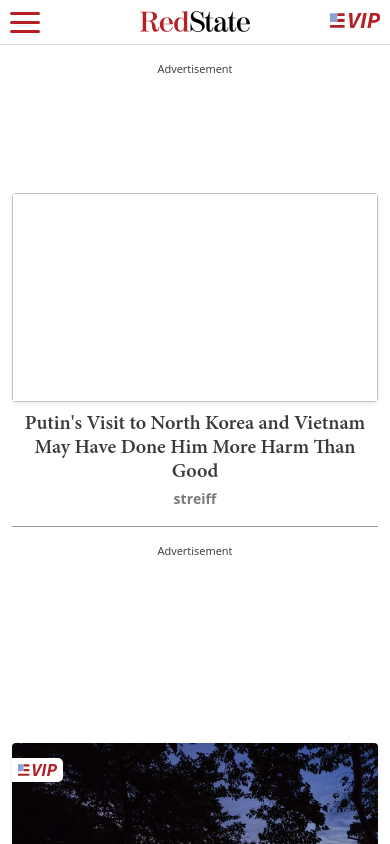 RedState
VIP
Advertisement
Putin's Visit to North Korea and Vietnam
May Have Done Him More Harm Than
Good
streiff
Advertisement
VIP